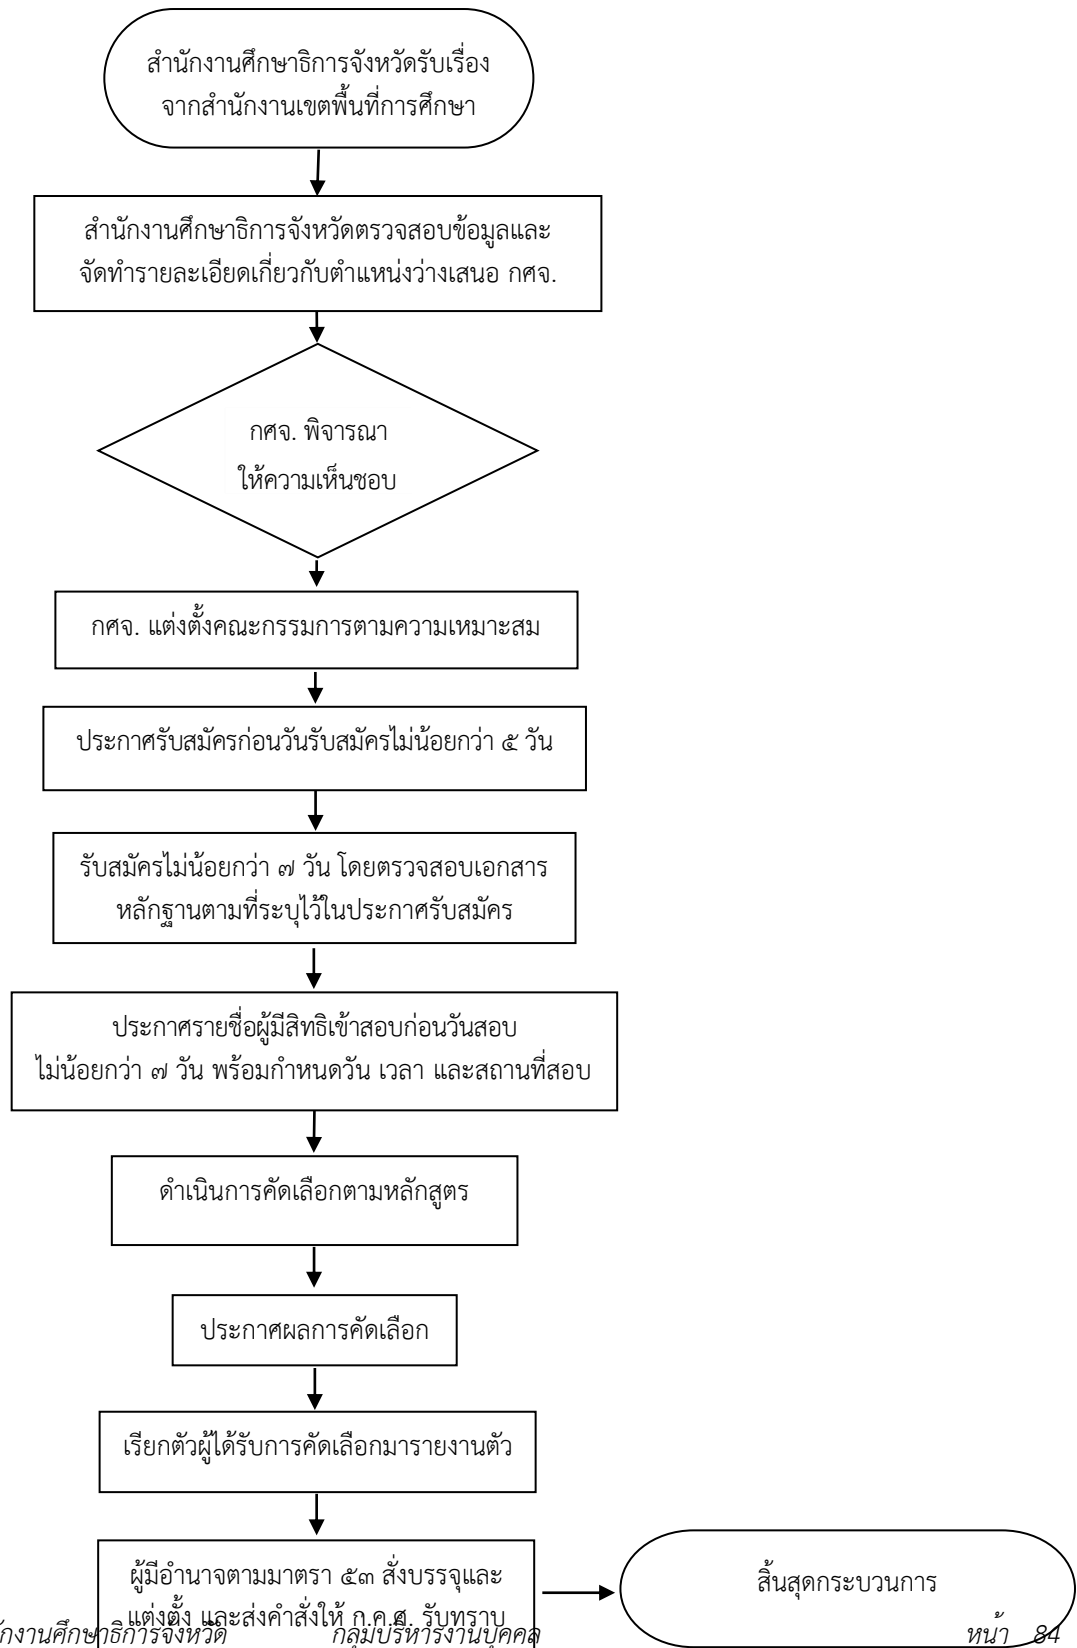 สำนักงานศึกษาธิการจังหวัดรับเรื่อง
จากสำนักงานเขตพื้นที่การศึกษา
สำนักงานศึกษาธิการจังหวัดตรวจสอบข้อมูลและ
จัดทำรายละเอียดเกี่ยวกับตำแหน่งว่างเสนอ กศจ.
กศจ. พิจารณา
ให้ความเห็นชอบ
กศจ. แต่งตั้งคณะกรรมการตามความเหมาะสม
ประกาศรับสมัครก่อนวันรับสมัครไม่น้อยกว่า ๕ วัน
รับสมัครไม่น้อยกว่า ๗ วัน โดยตรวจสอบเอกสาร
หลักฐานตามที่ระบุไว้ในประกาศรับสมัคร
ประกาศรายชื่อผู้มีสิทธิเข้าสอบก่อนวันสอบ
ไม่น้อยกว่า ๗ วัน พร้อมกำหนดวัน เวลา และสถานที่สอบ
ดำเนินการคัดเลือกตามหลักสูตร
ประกาศผลการคัดเลือก
เรียกตัวผู้ได้รับการคัดเลือกมารายงานตัว
ผู้มีอำนาจตามมาตรา ๕๓ สั่งบรรจุและ
แต่งตั้ง และส่งคำสั่งให้ ก.ค.ศ. รับทราบ
สิ้นสุดกระบวนการ
ักงานศึกษาธิการจังหวัด กลุ่มบริหารงานบุคคล หน้า 84